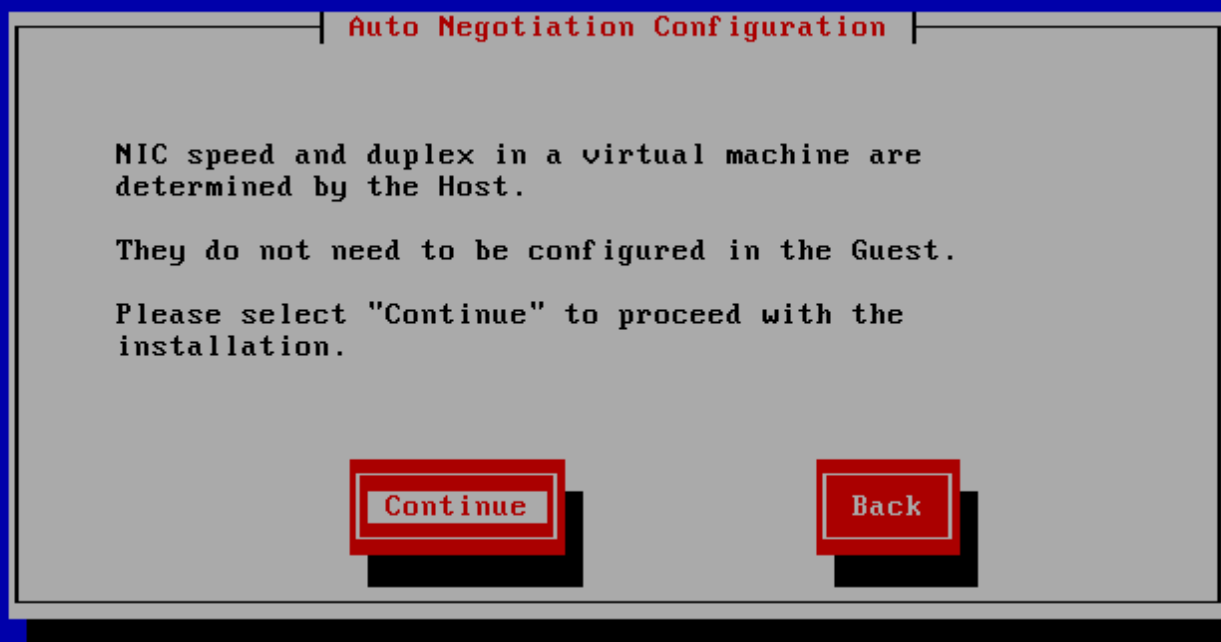 Auto Negotiation Configuration
NIC speed and duplex in a virtual machine are
determined by the Host.
They do not need to be configured in the Guest.
Please select "Continue" to proceed with the
installation.
Continue
Back